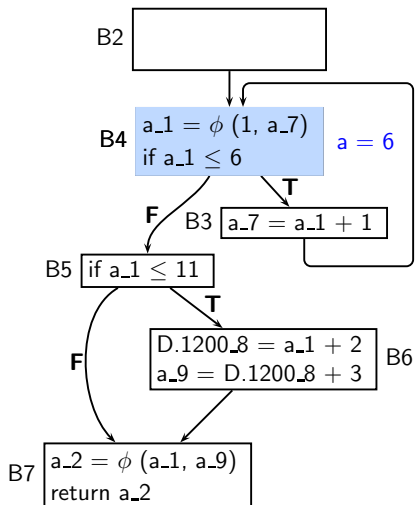 B2
B4
a_1 = ϕ (1, a_7)
if a_1 ≤ 6
a = 6
T
F
B3
a_7 = a_1 + 1
B5
if a_1 ≤ 11
T
F
D.1200_8 = a_1 + 2
a_9 = D.1200_8 + 3
B6
B7
a_2 = ϕ (a_1, a_9)
return a_2